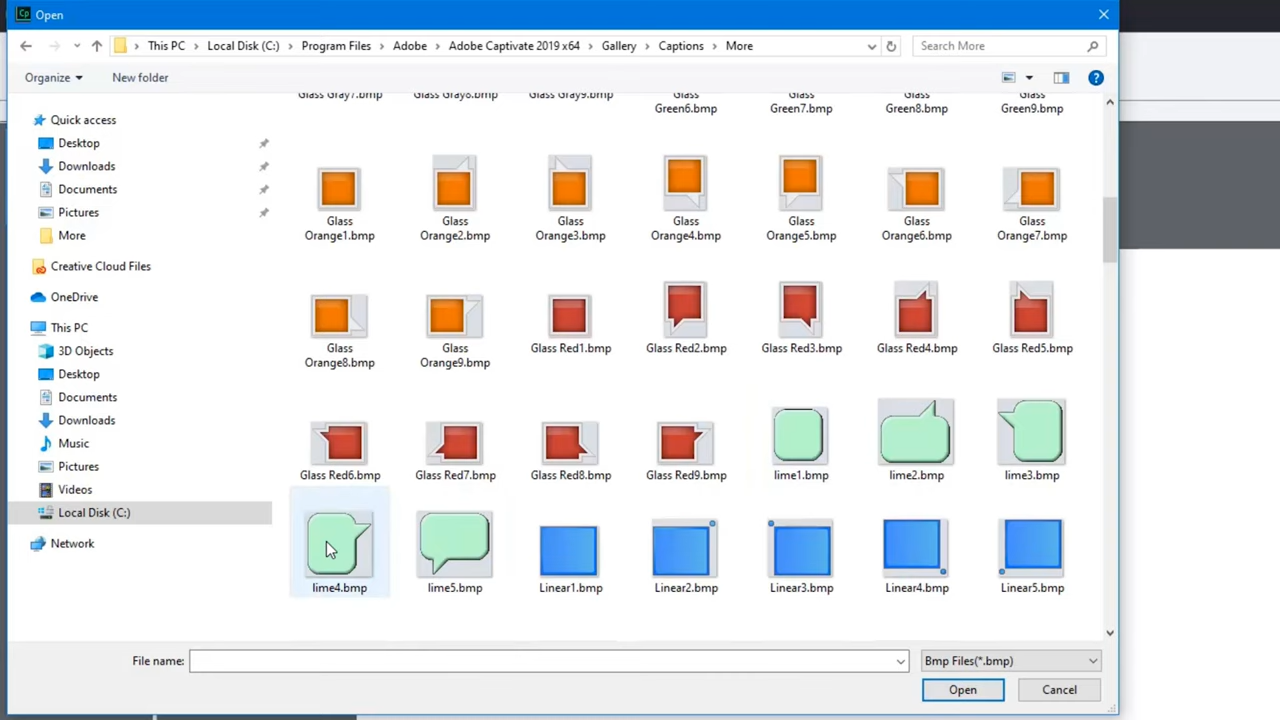 Cp Open
This PC > Local Disk (C:) > Program Files > Adobe > Adobe Captivate 2019 x64 > Gallery > Captions > More
Search More
Organize
New folder
?
Quick access
Desktop
Downloads
Documents
Pictures
More
Creative Cloud Files
OneDrive
This PC
3D Objects
Desktop
Documents
Downloads
Music
Pictures
Videos
Local Disk (C:)
Network
Glass Gray7.bmp
Glass Gray8.bmp
Glass Gray9.bmp
Glass
Green6.bmp
Glass
Green7.bmp
Glass
Green8.bmp
Glass
Green9.bmp
Glass
Orange1.bmp
Glass
Orange2.bmp
Glass
Orange3.bmp
Glass
Orange4.bmp
Glass
Orange5.bmp
Glass
Orange6.bmp
Glass
Orange7.bmp
Glass
Orange8.bmp
Glass
Orange9.bmp
Glass Red1.bmp
Glass Red2.bmp
Glass Red3.bmp
Glass Red4.bmp
Glass Red5.bmp
Glass Red6.bmp
Glass Red7.bmp
Glass Red8.bmp
Glass Red9.bmp
lime1.bmp
lime2.bmp
lime3.bmp
lime4.bmp
lime5.bmp
Linear1.bmp
Linear2.bmp
Linear3.bmp
Linear4.bmp
Linear5.bmp
File name:
Bmp Files(*.bmp)
Open
Cancel